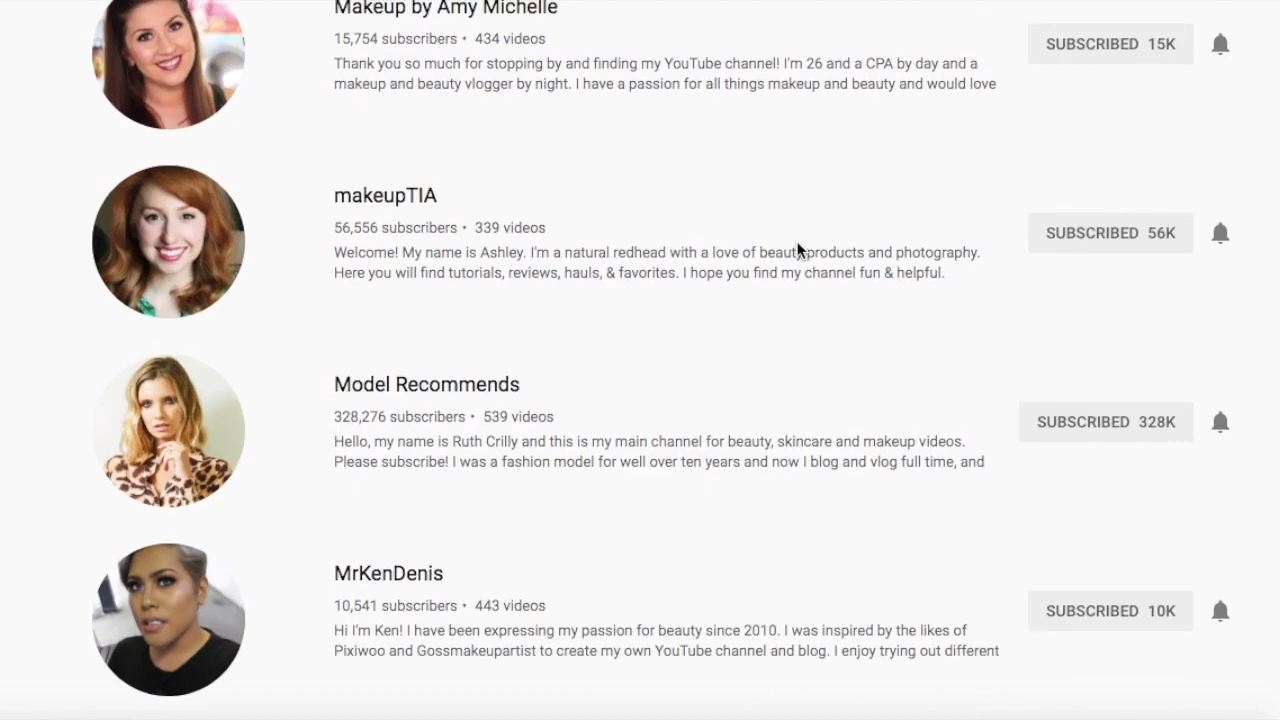 Makeup by Amy Michelle
15,754 subscribers • 434 videos
SUBSCRIBED 15K
Thank you so much for stopping by and finding my YouTube channel! I'm 26 and a CPA by day and a
makeup and beauty vlogger by night. I have a passion for all things makeup and beauty and would love
makeupTIA
56,556 subscribers • 339 videos
SUBSCRIBED 56K
Welcome! My name is Ashley. I'm a natural redhead with a love of beauty products and photography.
Here you will find tutorials, reviews, hauls, & favorites. I hope you find my channel fun & helpful.
Model Recommends
328,276 subscribers • 539 videos
SUBSCRIBED 328K
Hello, my name is Ruth Crilly and this is my main channel for beauty, skincare and makeup videos.
Please subscribe! I was a fashion model for well over ten years and now I blog and vlog full time, and
MrKenDenis
10,541 subscribers • 443 videos
SUBSCRIBED 10K
Hi I'm Ken! I have been expressing my passion for beauty since 2010. I was inspired by the likes of
Pixiwoo and Gossmakeupartist to create my own YouTube channel and blog. I enjoy trying out different